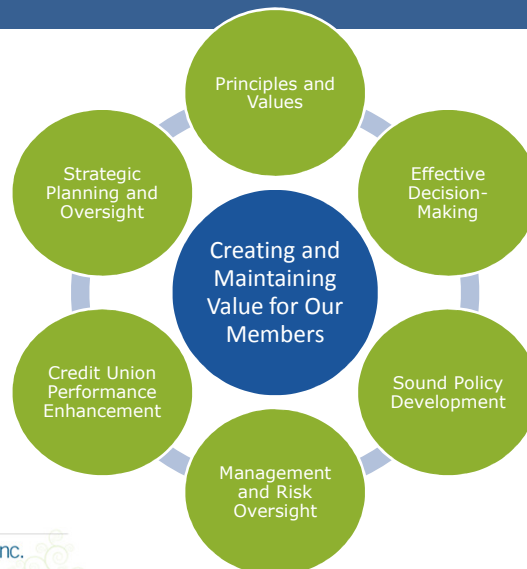 Principles and
Values
Effective
Decision-
Making
Sound Policy
Development
Management
and Risk
Oversight
Credit Union
Performance
Enhancement
Strategic
Planning and
Oversight
Creating and
Maintaining
Value for Our
Members
nc.